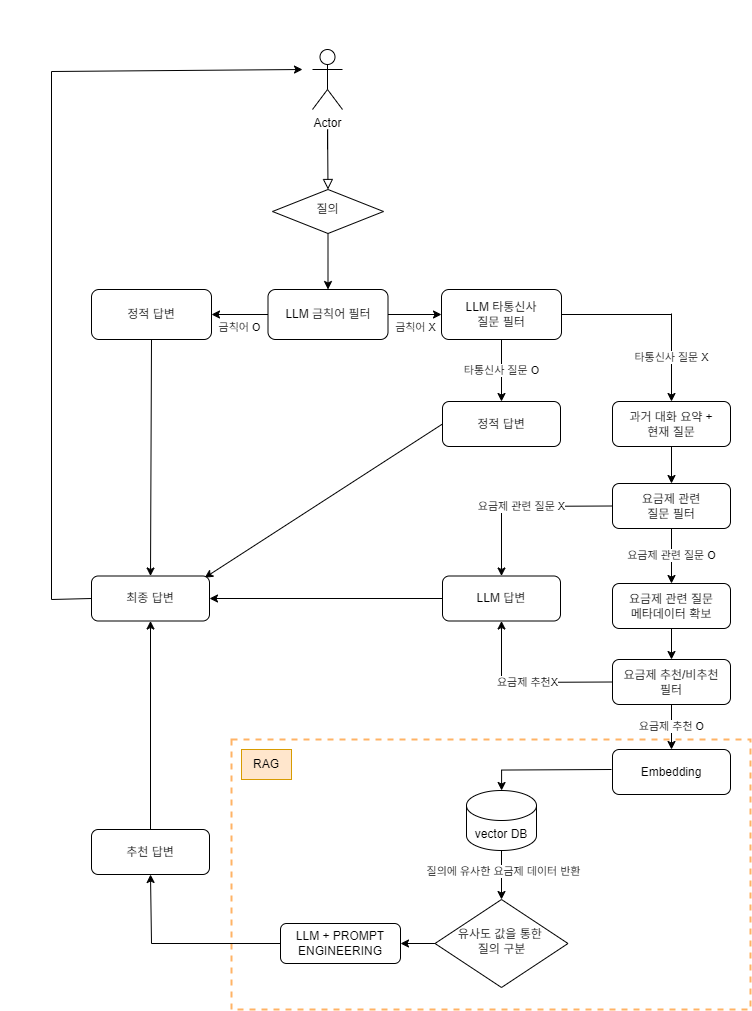 Actor
질의
정적 답변
LLM 금칙어 필터
LLM 타통신사
질문 필터
금칙어 O
금칙어 X
타통신사 질문 X
타통신사 질문 O
정적 답변
과거 대화 요약 +
현재 질문
요금제 관련 질문 X
요금제 관련
질문 필터
요금제 관련 질문 O
최종 답변
LLM 답변
요금제 관련 질문
메타데이터 확보
요금제 추천X
요금제 추천/비추천
필터
요금제 추천 O
RAG
Embedding
vector DB
추천 답변
질의에 유사한 요금제 데이터 반환
LLM + PROMPT
ENGINEERING
유사도 값을 통한
질의 구분